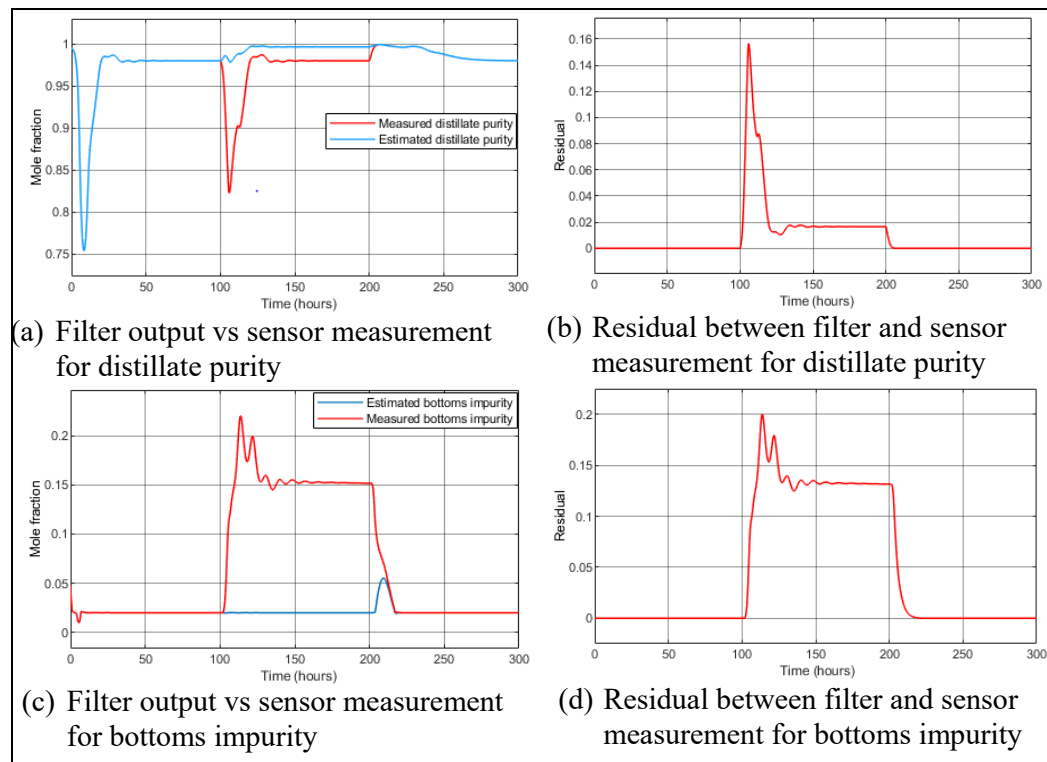 1
0.95
0.9
0.85
0.8
0.75
Mole fraction
Measured distillate purity
Estimated distillate purity
0 50 100 150 200 250 300
Time (hours)
(a) Filter output vs sensor measurement
for distillate purity
0.16
0.14
0.12
0.1
0.08
0.06
0.04
0.02
0
Residual
0 50 100 150 200 250 300
Time (hours)
(b) Residual between filter and sensor
measurement for distillate purity
0.2
0.15
0.1
0.05
0
Mole fraction
Estimated bottoms impurity
Measured bottoms impurity
0 50 100 150 200 250 300
Time (hours)
(c) Filter output vs sensor measurement
for bottoms impurity
0.2
0.15
0.1
0.05
0
Residual
0 50 100 150 200 250 300
Time (hours)
(d) Residual between filter and sensor
measurement for bottoms impurity